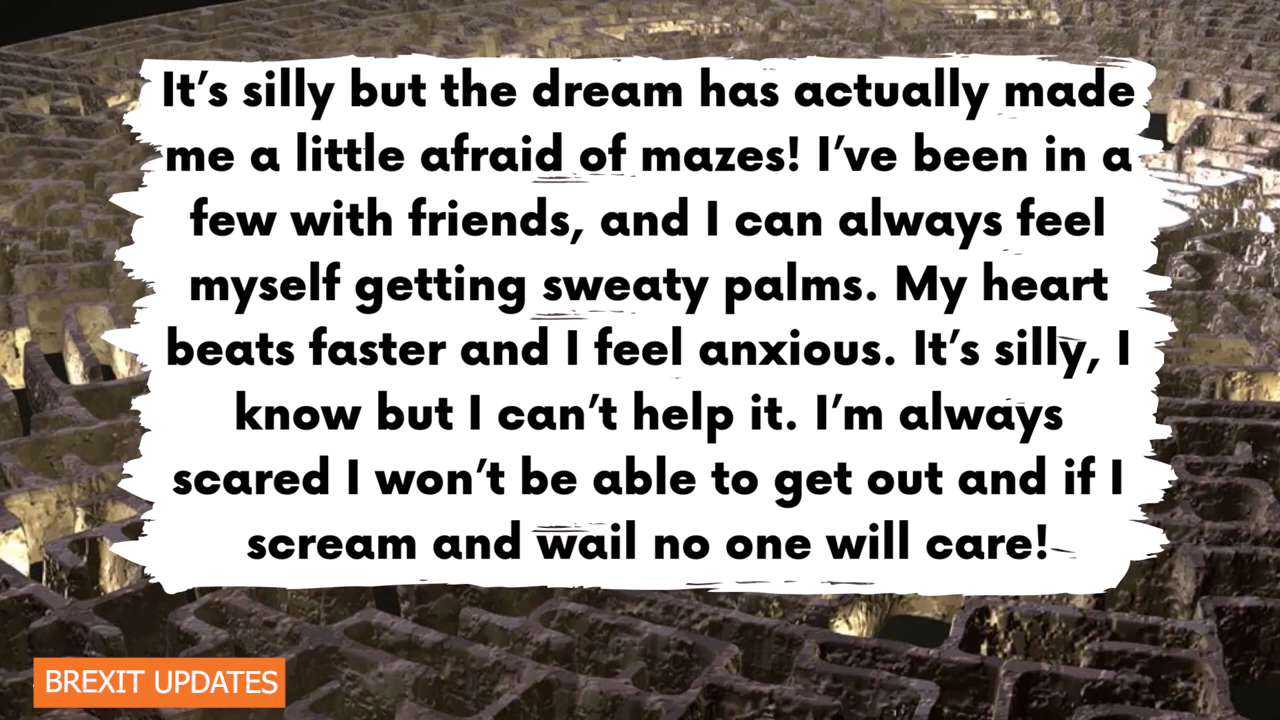 It’s silly but the dream has actually made
me a little afraid of mazes! I’ve been in a
few with friends, and I can always feel
myself getting sweaty palms. My heart
beats faster and I feel anxious. It’s silly, I
know but I can’t help it. I’m always
scared I won’t be able to get out and if I
scream and wail no one will care!
BREXIT UPDATES